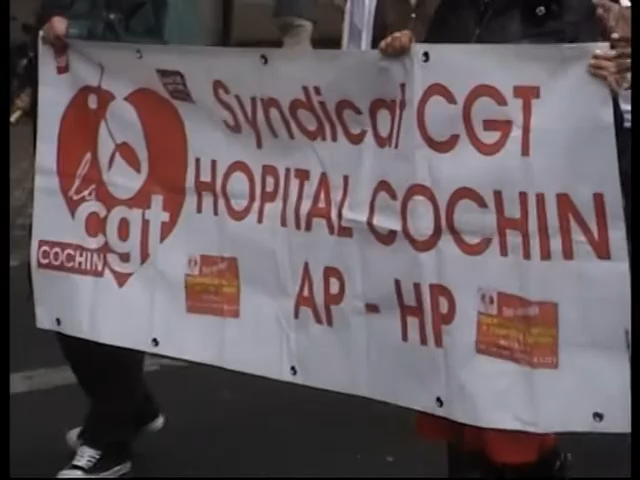 Syndicat CGT
HOPITAL COCHIN
AP - HP
la
cgt
COCHIN